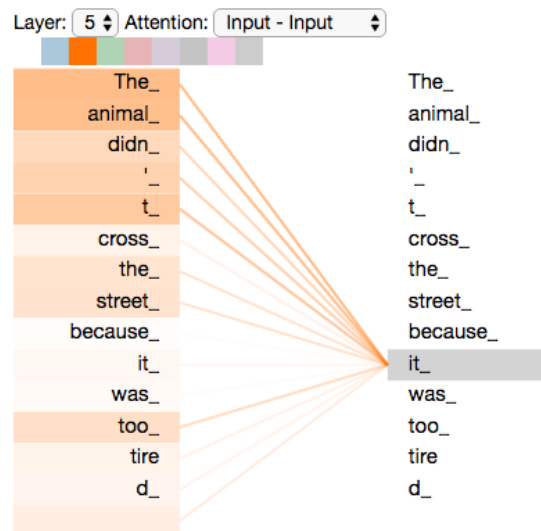 Layer: 5 Attention: Input - Input
The_ The_
animal_ animal_
didn_ didn_
'_ '_
t_ t_
cross_ cross_
the_ the_
street_ street_
because_ because_
it_ it_
was_ was_
too_ too_
tire tire
d_ d_